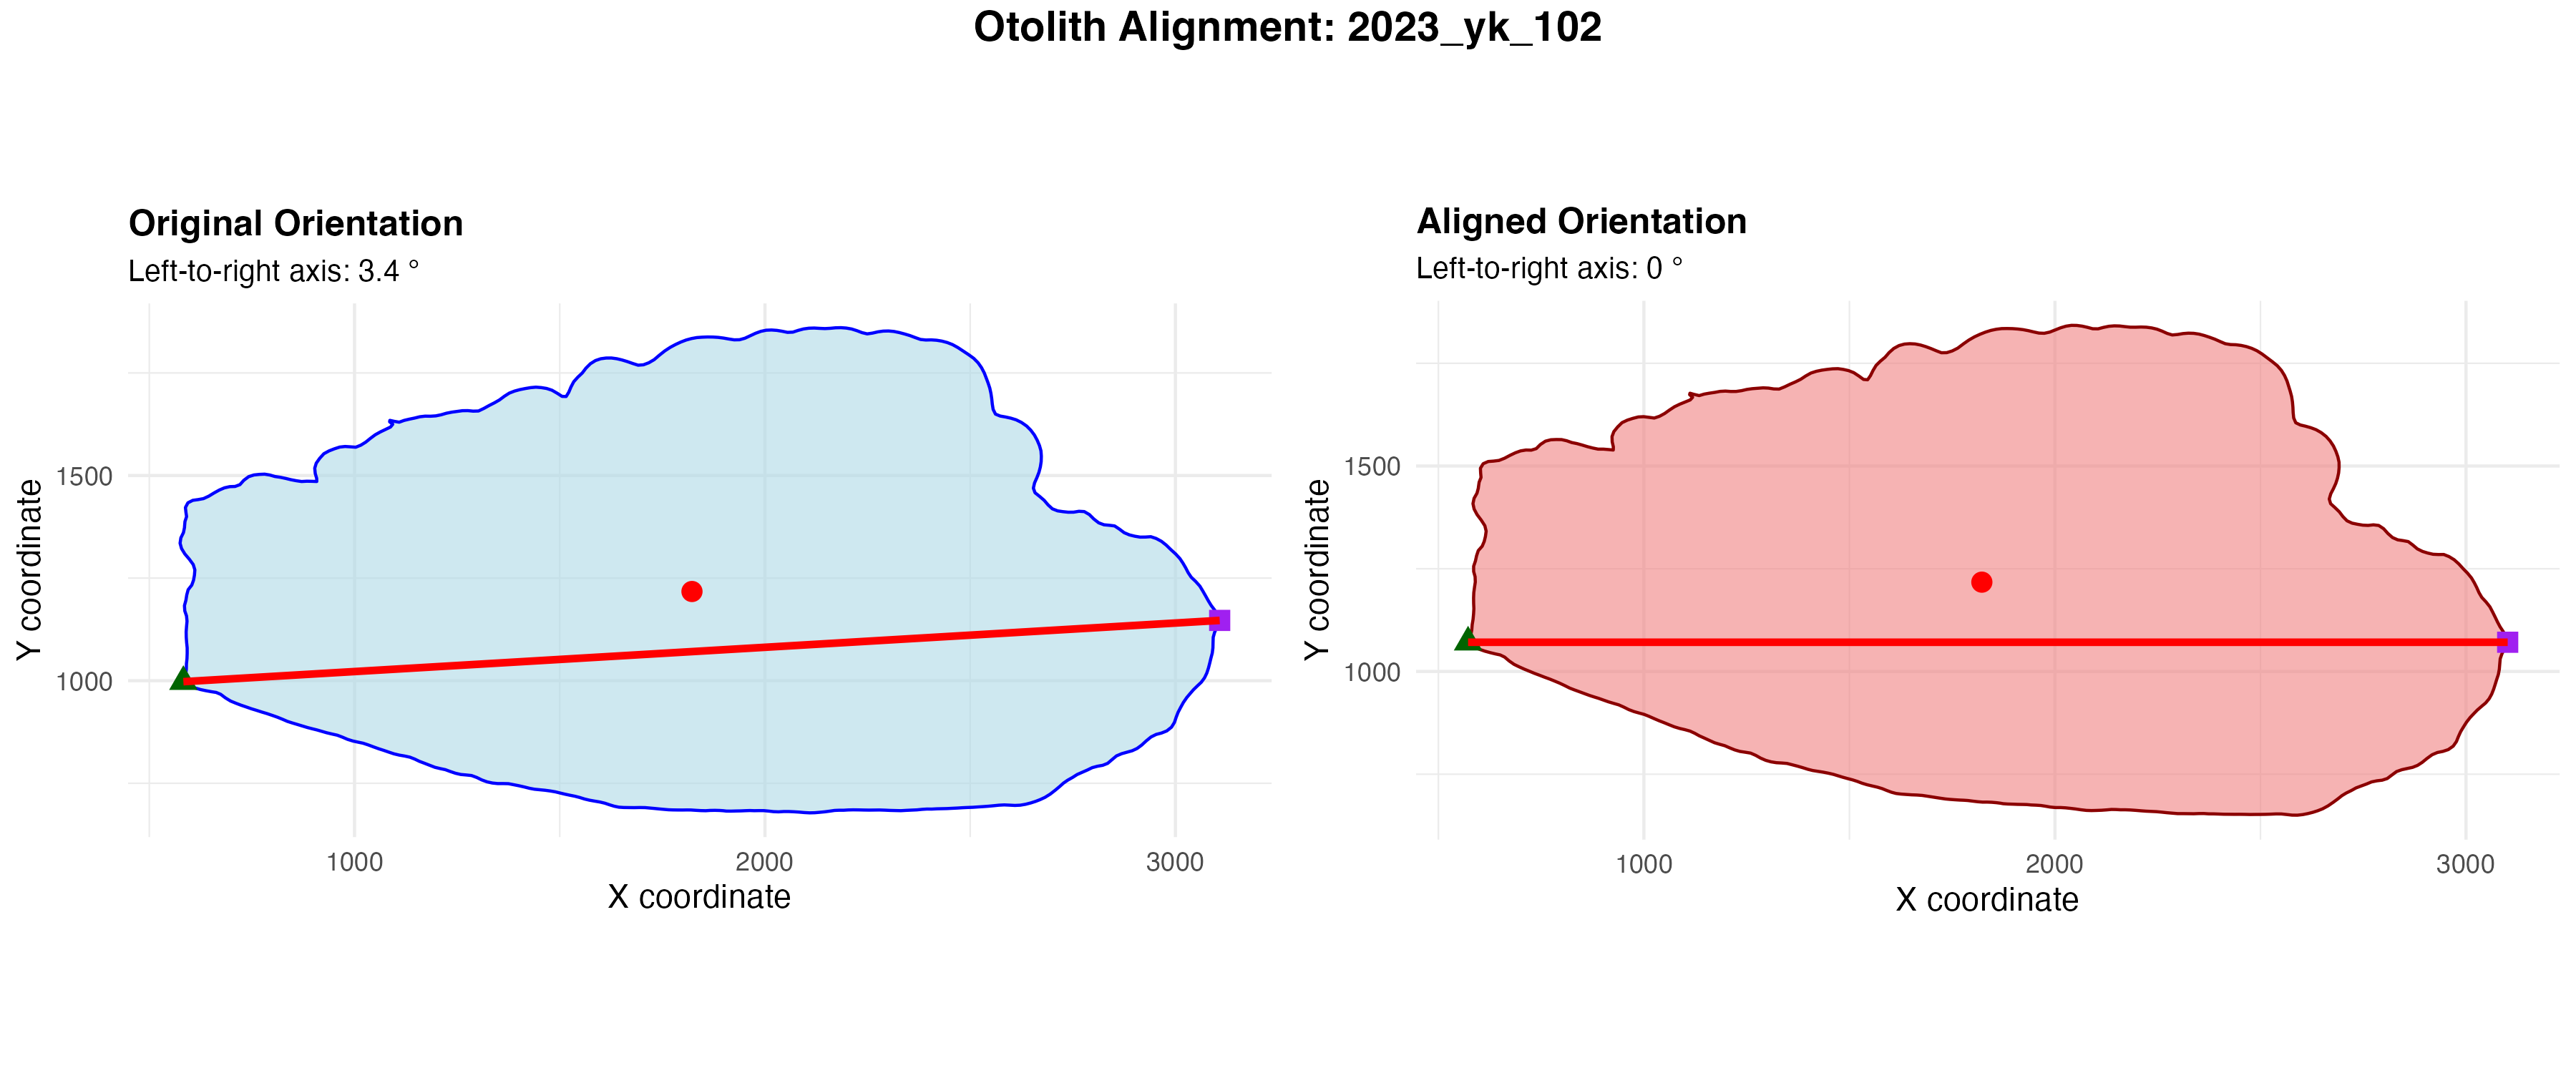 Otolith Alignment: 2023_yk_102
Original Orientation
Left-to-right axis: 3.4 °
1500
1000
Y coordinate
1000
2000
3000
X coordinate
Aligned Orientation
Left-to-right axis: 0 °
1500
1000
Y coordinate
1000
2000
3000
X coordinate